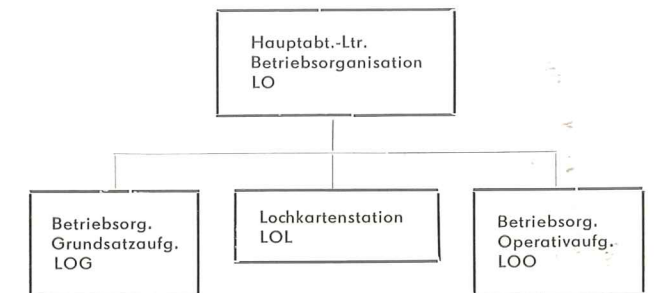 Hauptabt.-Ltr.
Betriebsorganisation
LO
Betriebsorg.
Grundsatzaufg.
LOG
Lochkartenstation
LOL
Betriebsorg.
Operativaufg.
LOO